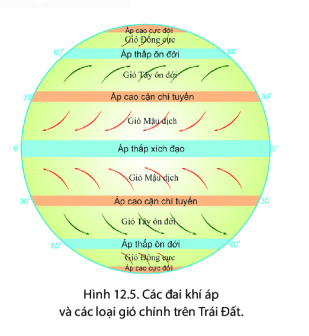 Áp cao cực đới
Gió Đông cực
60° Áp thấp ôn đới 60°
Gió Tây ôn đới
30° Áp cao cận chí tuyến 30°
Gió Mậu dịch
0° Áp thấp xích đạo 0°
Gió Mậu dịch
30° Áp cao cận chí tuyến 30°
Gió Tây ôn đới
60° Áp thấp ôn đới 60°
Gió Đông cực
Áp cao cực đới
Hình 12.5. Các đai khí áp
và các loại gió chính trên Trái Đất.